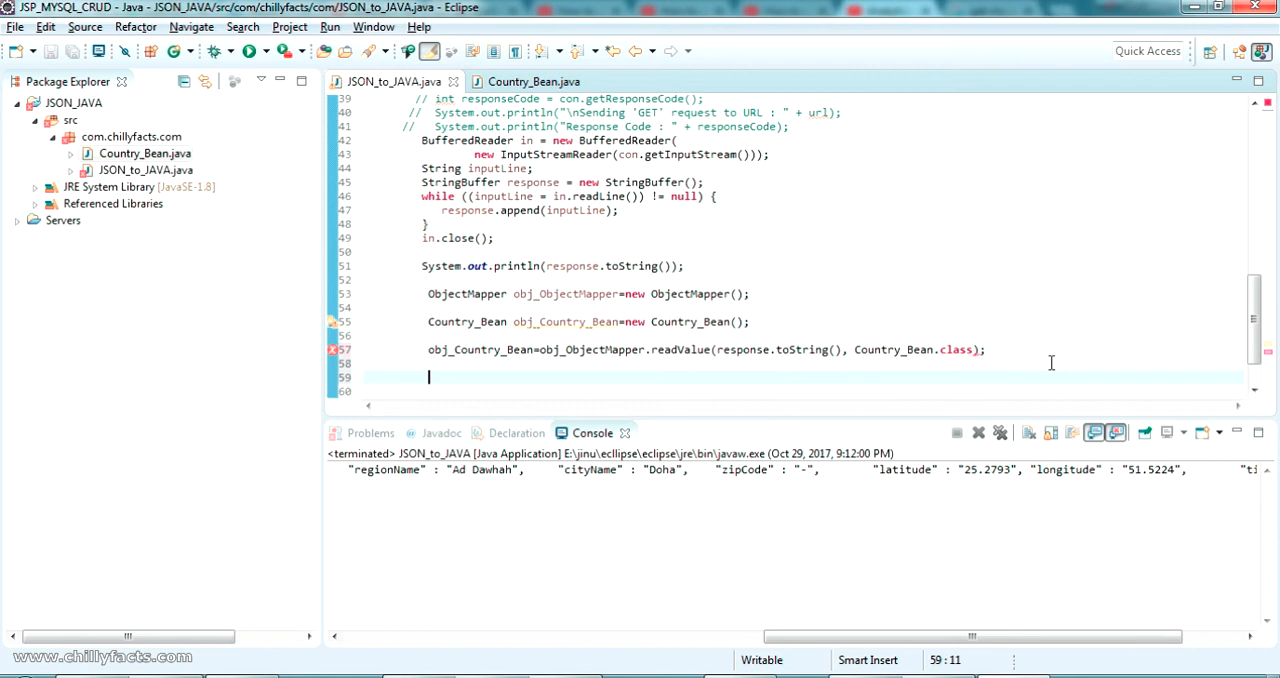 JSP_MYSQL_CRUD - Java - JSON_JAVA/src/com/chillyfacts/com/JSON_to_JAVA.java - Eclipse
File Edit Source Refactor Navigate Search Project Run Window Help
Quick Access
Package Explorer
JSON_to_JAVA.java Country_Bean.java
JSON_JAVA
src
com.chillyfacts.com
Country_Bean.java
JSON_to_JAVA.java
JRE System Library [JavaSE-1.8]
Referenced Libraries
Servers
39 // int responseCode = con.getResponseCode();
40 // System.out.println("\nSending 'GET' request to URL : " + url);
41 // System.out.println("Response Code : " + responseCode);
42 BufferedReader in = new BufferedReader(
43 new InputStreamReader(con.getInputStream()));
44 String inputLine;
45 StringBuffer response = new StringBuffer();
46 while ((inputLine = in.readLine()) != null) {
47 response.append(inputLine);
48 }
49 in.close();
50
51 System.out.println(response.toString());
52
53 ObjectMapper obj_ObjectMapper=new ObjectMapper();
54
55 Country_Bean obj_Country_Bean=new Country_Bean();
56
57 obj_Country_Bean=obj_ObjectMapper.readValue(response.toString(), Country_Bean.class);
58
59
60
Problems Javadoc Declaration Console
<terminated> JSON_to_JAVA [Java Application] E:\jinu\ecllipse\eclipse\jre\bin\javaw.exe (Oct 29, 2017, 9:12:00 PM)
"regionName" : "Ad Dawhah", "cityName" : "Doha", "zipCode" : "-", "latitude" : "25.2793", "longitude" : "51.5224", "ti
www.chillyfacts.com
Writable Smart Insert 59 : 11